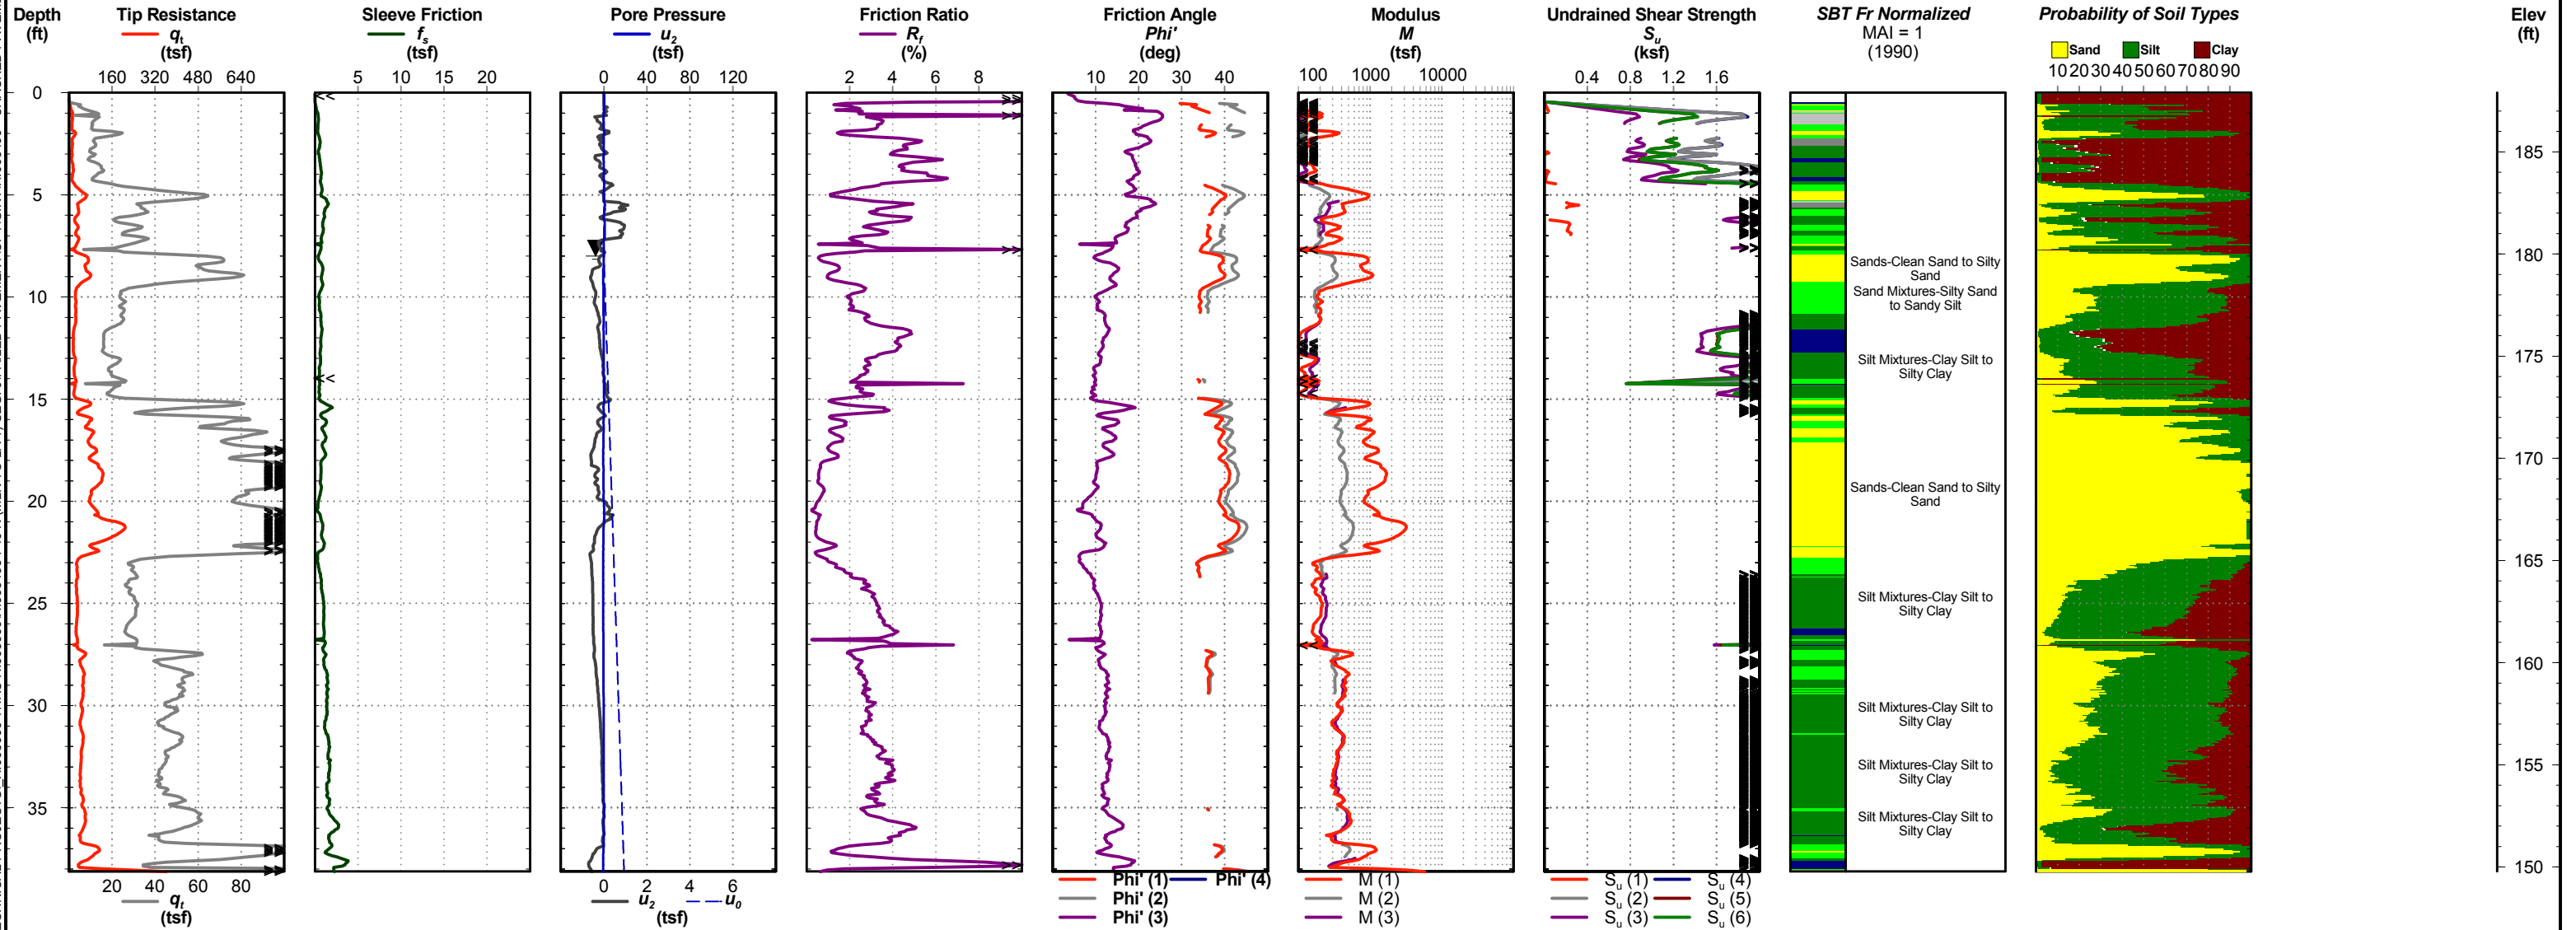 Depth
(ft)
Tip Resistance
qt
(tsf)
160 320 480 640
Sleeve Friction
fs
(tsf)
5 10 15 20
Pore Pressure
u2
(tsf)
0 40 80 120
Friction Ratio
Rf
(%)
2 4 6 8
Friction Angle
Phi'
(deg)
10 20 30 40
Modulus
M
(tsf)
100 1000 10000
Undrained Shear Strength
Su
(ksf)
0.4 0.8 1.2 1.6
SBT Fr Normalized
MAI = 1
(1990)
Probability of Soil Types
Sand Silt Clay
10 20 30 40 50 60 70 80 90
Elev
(ft)
0
5
10
15
20
25
30
35
<<
<<
>>
>>
>>
>>
<<
<<
Sands-Clean Sand to Silty
Sand
Sand Mixtures-Silty Sand
to Sandy Silt
Silt Mixtures-Clay Silt to
Silty Clay
Sands-Clean Sand to Silty
Sand
Silt Mixtures-Clay Silt to
Silty Clay
Silt Mixtures-Clay Silt to
Silty Clay
Silt Mixtures-Clay Silt to
Silty Clay
Silt Mixtures-Clay Silt to
Silty Clay
185
180
175
170
165
160
155
150
20 40 60 80
qt
(tsf)
0 2 4 6
u2 u0
(tsf)
Phi' (1) Phi' (4)
Phi' (2)
Phi' (3)
M (1)
M (2)
M (3)
Su (1) Su (4)
Su (2) Su (5)
Su (3) Su (6)